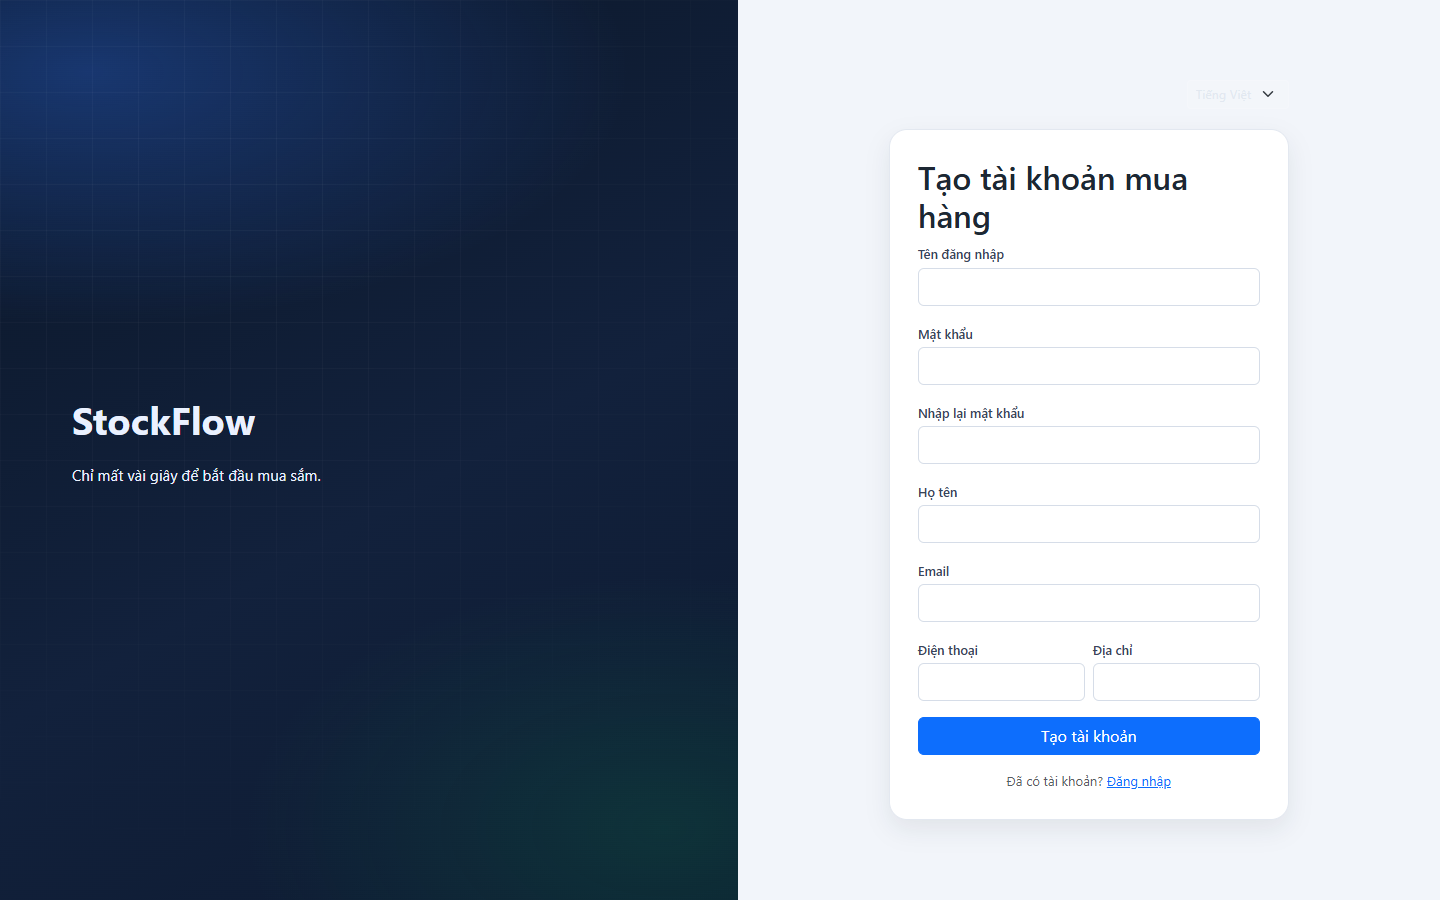 StockFlow
Chỉ mất vài giây để bắt đầu mua sắm.
Tiếng Việt
Tạo tài khoản mua
hàng
Tên đăng nhập
Mật khẩu
Nhập lại mật khẩu
Họ tên
Email
Điện thoại
Địa chỉ
Tạo tài khoản
Đã có tài khoản? Đăng nhập